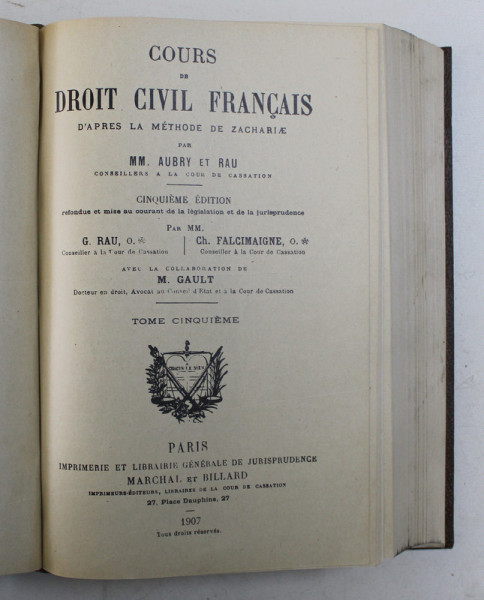 COURS
DE
DROIT CIVIL FRANÇAIS
D'APRES LA MÉTHODE DE ZACHARIÆ
PAR
MM. AUBRY ET RAU
CONSEILLERS A LA COUR DE CASSATION
CINQUIÈME ÉDITION
refondue et mise au courant de la législation et de la jurisprudence
PAR MM.
G. RAU, O. ※ Ch. FALCIMAIGNE, O. ※
Conseiller à la Cour de Cassation Conseiller à la Cour de Cassation
AVEC LA COLLABORATION DE
M. GAULT
Docteur en droit, Avocat au Conseil d'Etat et à la Cour de Cassation
TOME CINQUIÈME
PARIS
IMPRIMERIE ET LIBRAIRIE GÉNÉRALE DE JURISPRUDENCE
MARCHAL ET BILLARD
IMPRIMEURS-ÉDITEURS, LIBRAIRES DE LA COUR DE CASSATION
27, Place Dauphine, 27
1907
Tous droits réservés.